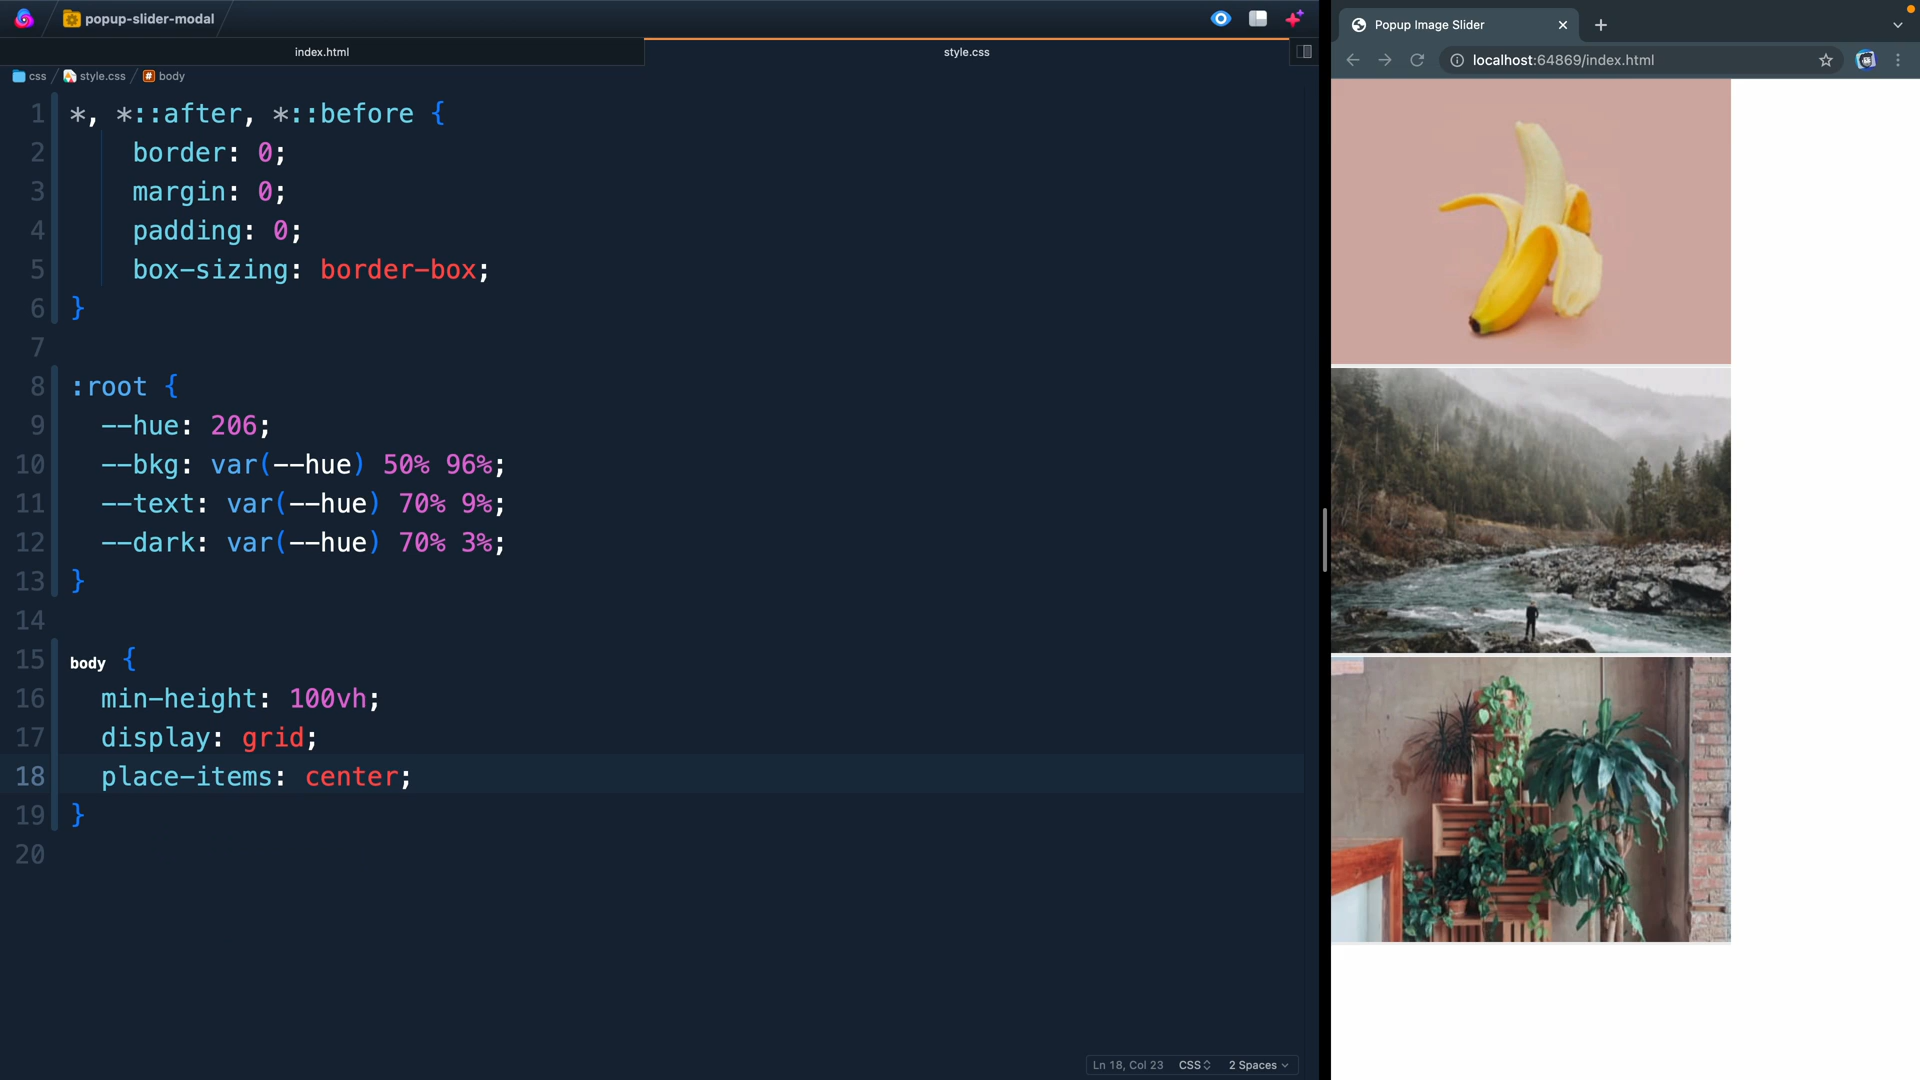 popup-slider-modal
Popup Image Slider
index.html
style.css
localhost:64869/index.html
css
style.css
body
1 *, *::after, *::before {
2 border: 0;
3 margin: 0;
4 padding: 0;
5 box-sizing: border-box;
6 }
7
8 :root {
9 --hue: 206;
10 --bkg: var(--hue) 50% 96%;
11 --text: var(--hue) 70% 9%;
12 --dark: var(--hue) 70% 3%;
13 }
14
15 body {
16 min-height: 100vh;
17 display: grid;
18 place-items: center;
19 }
20
Ln 18, Col 23 CSS 2 Spaces